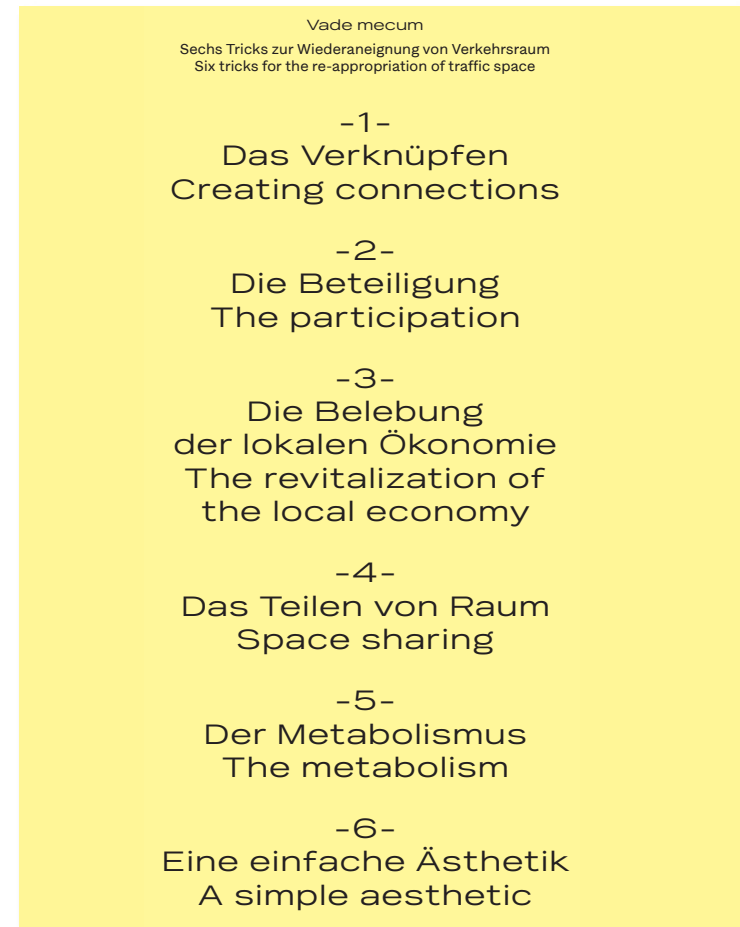 Vade mecum
Sechs Tricks zur Wiederaneignung von Verkehrsraum
Six tricks for the re-appropriation of traffic space
-1-
Das Verknüpfen
Creating connections
-2-
Die Beteiligung
The participation
-3-
Die Belebung
der lokalen Ökonomie
The revitalization of
the local economy
-4-
Das Teilen von Raum
Space sharing
-5-
Der Metabolismus
The metabolism
-6-
Eine einfache Ästhetik
A simple aesthetic